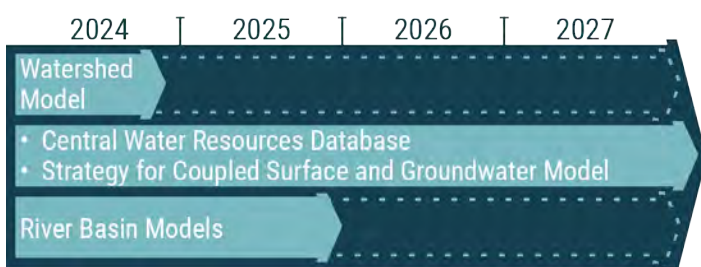 2024 2025 2026 2027
Watershed
Model
• Central Water Resources Database
• Strategy for Coupled Surface and Groundwater Model
River Basin Models